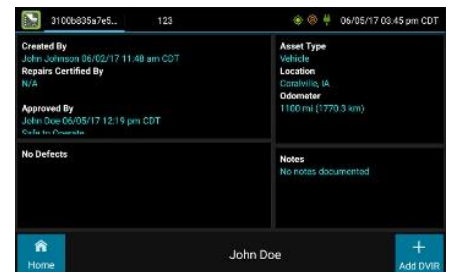 3100b835a7e5... 123 06/05/17 03:45 pm CDT
Created By
John Johnson 06/02/17 11:48 am CDT
Repairs Certified By
N/A
Approved By
John Doe 06/05/17 12:19 pm CDT
Safe to Operate
Asset Type
Vehicle
Location
Coralville, IA
Odometer
1100 mi (1770.3 km)
No Defects
Notes
No notes documented
Home
John Doe
Add DVIR